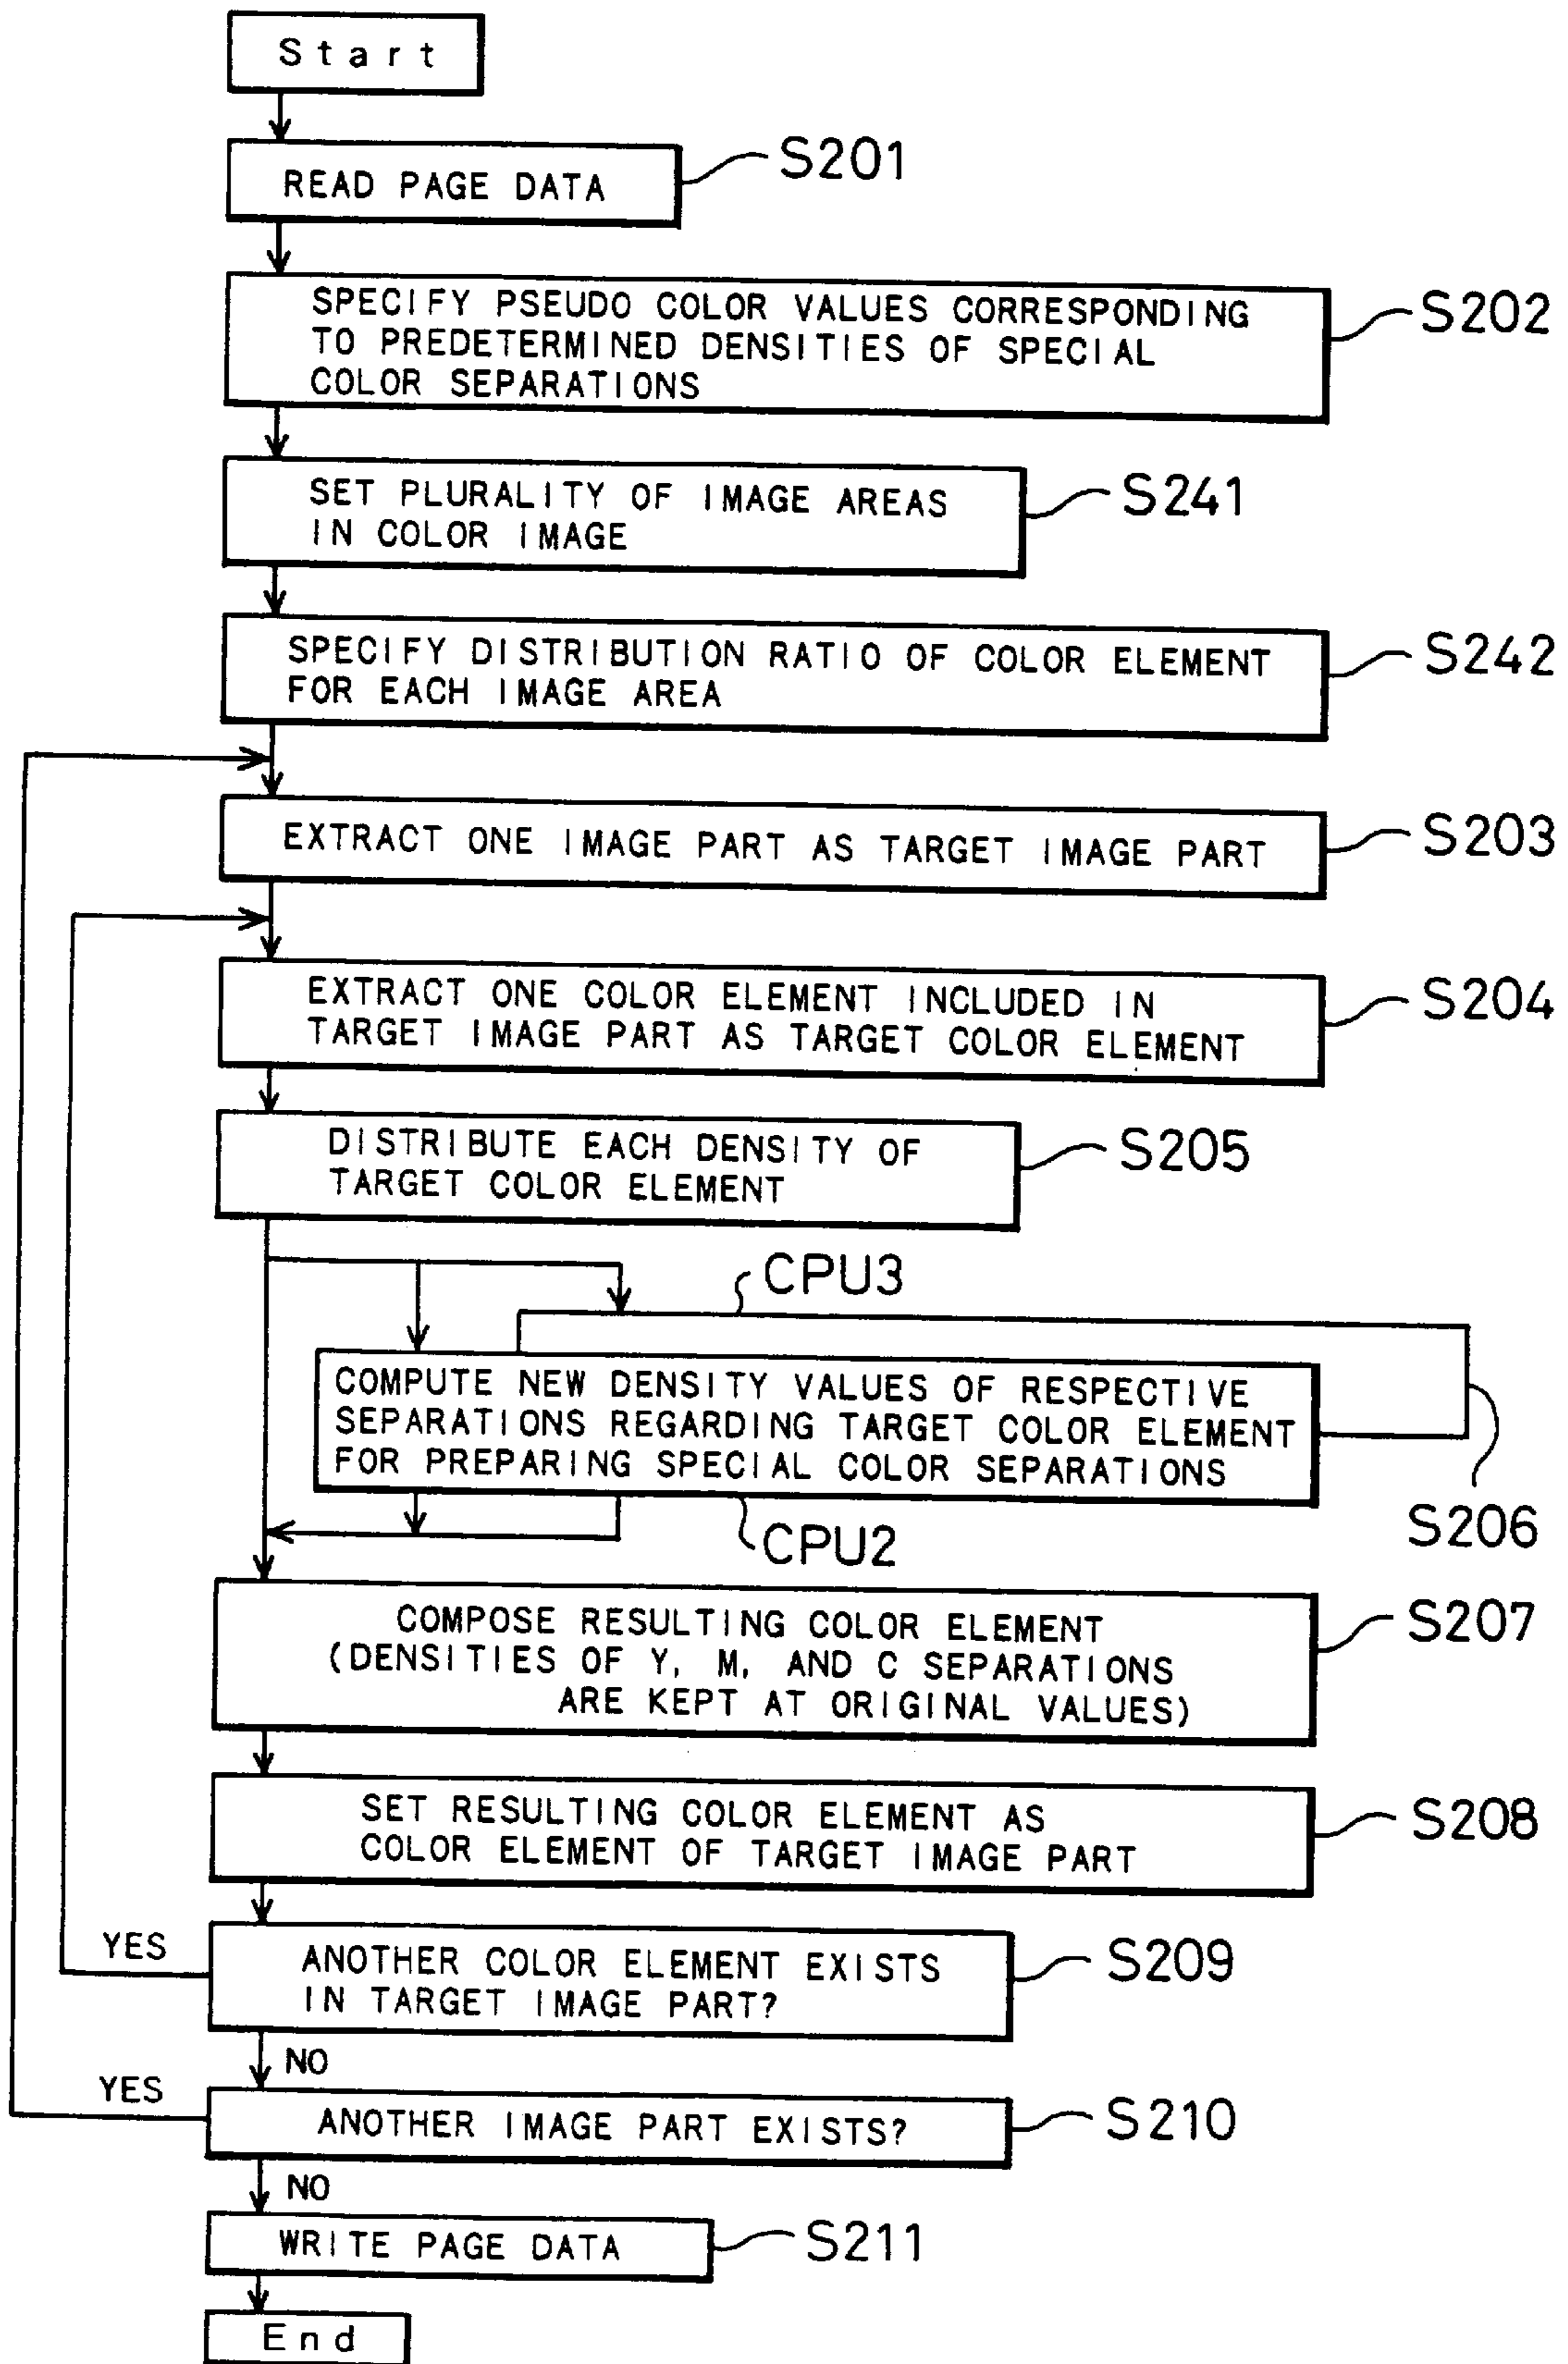 Start
READ PAGE DATA
S201
SPECIFY PSEUDO COLOR VALUES CORRESPONDING
TO PREDETERMINED DENSITIES OF SPECIAL
COLOR SEPARATIONS
S202
SET PLURALITY OF IMAGE AREAS
IN COLOR IMAGE
S241
SPECIFY DISTRIBUTION RATIO OF COLOR ELEMENT
FOR EACH IMAGE AREA
S242
EXTRACT ONE IMAGE PART AS TARGET IMAGE PART
S203
EXTRACT ONE COLOR ELEMENT INCLUDED IN
TARGET IMAGE PART AS TARGET COLOR ELEMENT
S204
DISTRIBUTE EACH DENSITY OF
TARGET COLOR ELEMENT
S205
CPU3
COMPUTE NEW DENSITY VALUES OF RESPECTIVE
SEPARATIONS REGARDING TARGET COLOR ELEMENT
FOR PREPARING SPECIAL COLOR SEPARATIONS
S206
CPU2
COMPOSE RESULTING COLOR ELEMENT
(DENSITIES OF Y, M, AND C SEPARATIONS
ARE KEPT AT ORIGINAL VALUES)
S207
SET RESULTING COLOR ELEMENT AS
COLOR ELEMENT OF TARGET IMAGE PART
S208
YES
ANOTHER COLOR ELEMENT EXISTS
IN TARGET IMAGE PART?
S209
NO
YES
ANOTHER IMAGE PART EXISTS?
S210
NO
WRITE PAGE DATA
S211
End